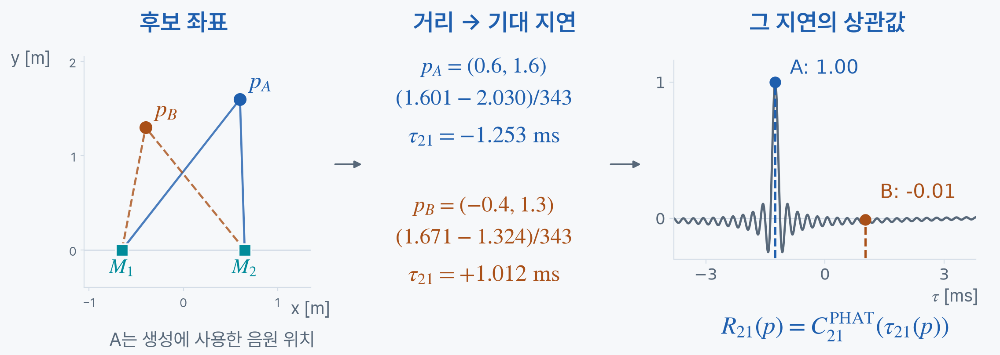 후보 좌표
y [m]
2
1
0
p_A
p_B
M_1
M_2
−1
0
1
x [m]
A는 생성에 사용한 음원 위치
거리 → 기대 지연
p_A = (0.6, 1.6)
(1.601 − 2.030)/343
τ_21 = −1.253 ms
p_B = (−0.4, 1.3)
(1.671 − 1.324)/343
τ_21 = +1.012 ms
그 지연의 상관값
A: 1.00
1
B: -0.01
0
−3
0
3
τ [ms]
R_21(p) = C_21^PHAT(τ_21(p))